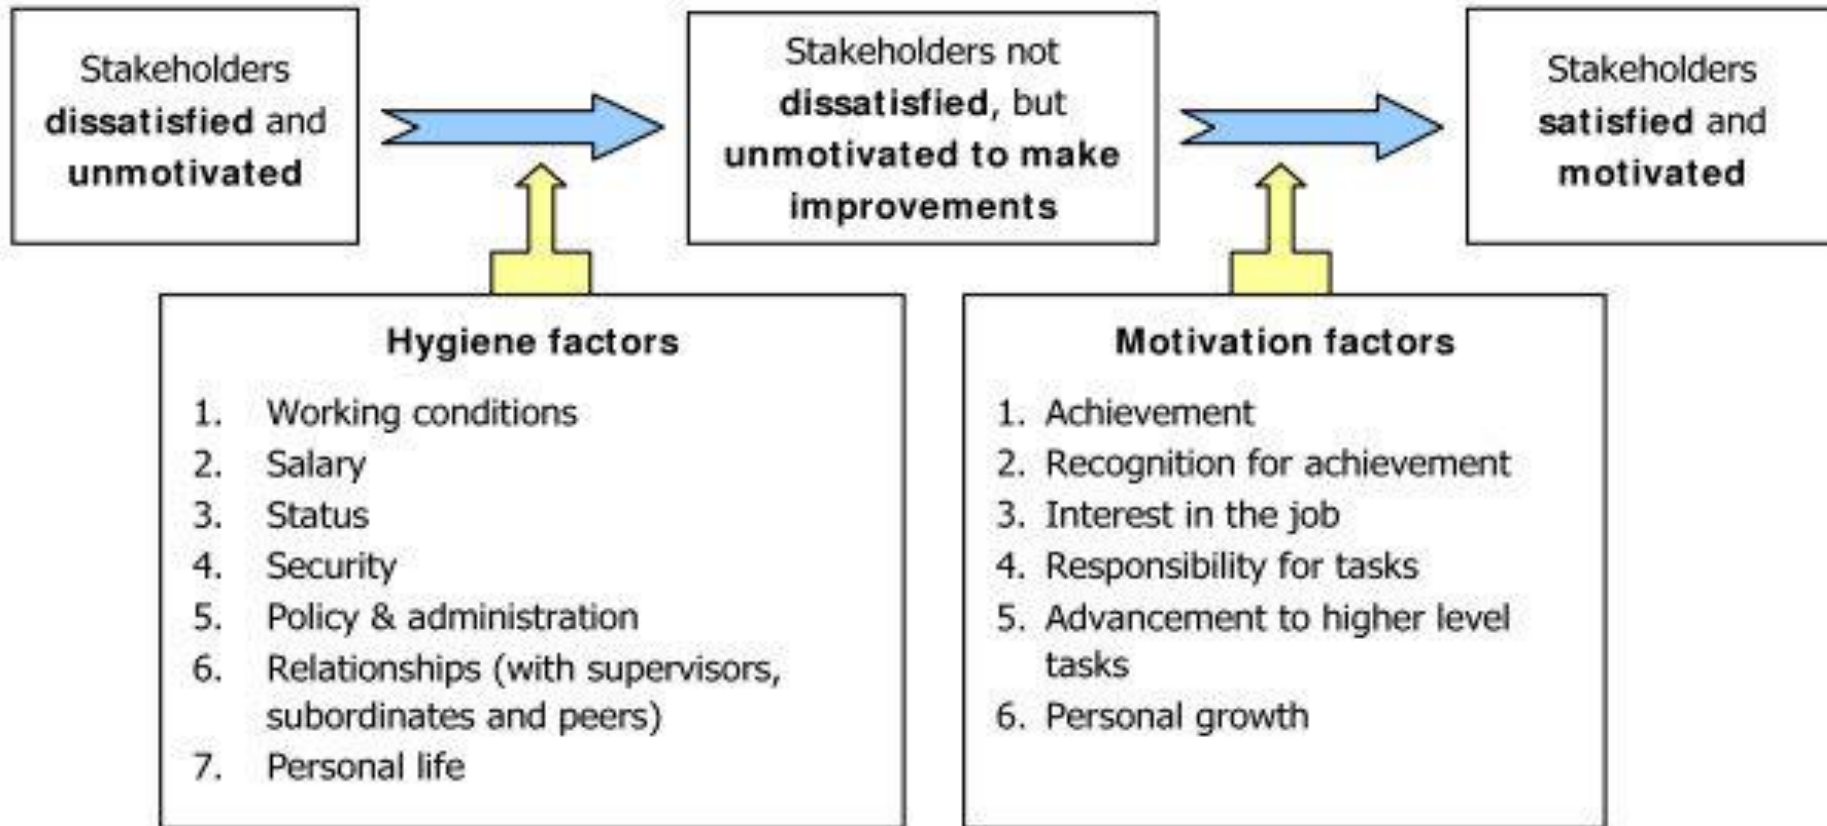 Stakeholders
dissatisfied and
unmotivated
Stakeholders not
dissatisfied, but
unmotivated to make
improvements
Stakeholders
satisfied and
motivated
Hygiene factors
1. Working conditions
2. Salary
3. Status
4. Security
5. Policy & administration
6. Relationships (with supervisors,
subordinates and peers)
7. Personal life
Motivation factors
1. Achievement
2. Recognition for achievement
3. Interest in the job
4. Responsibility for tasks
5. Advancement to higher level
tasks
6. Personal growth